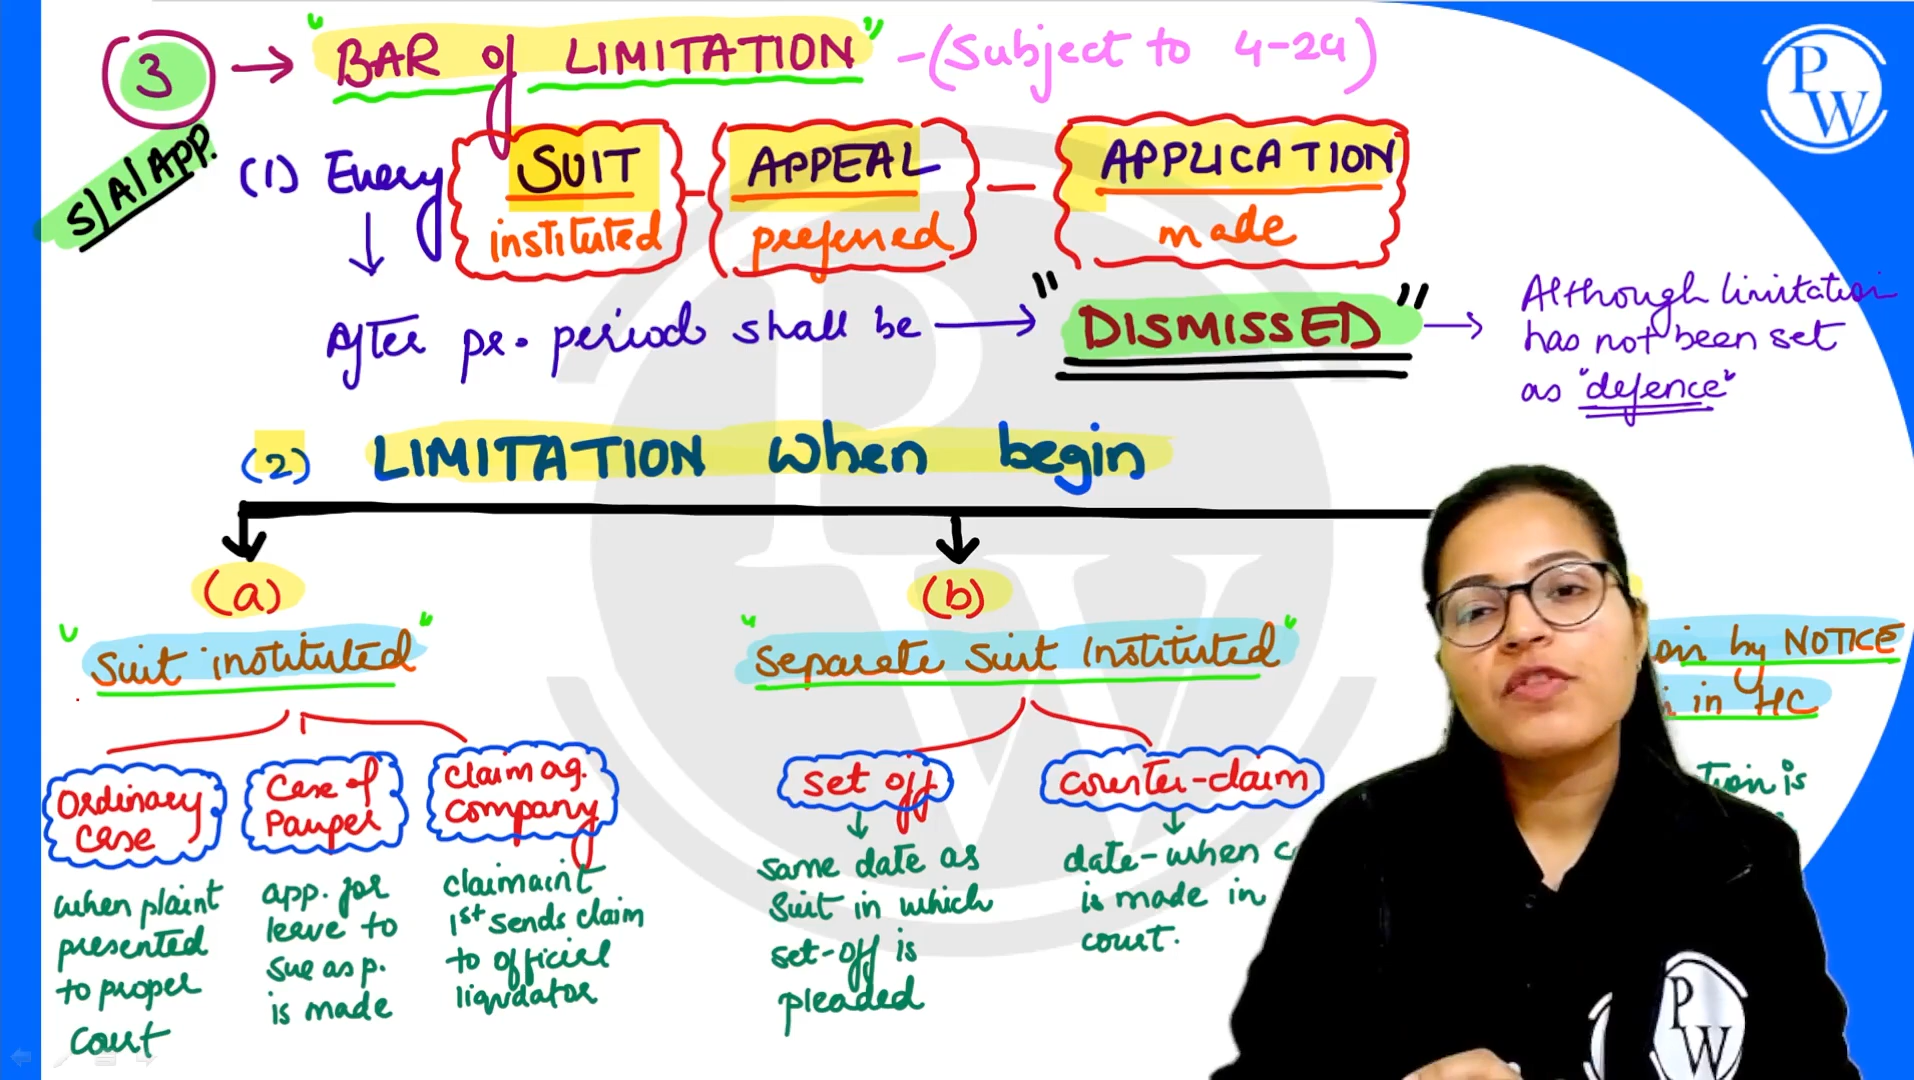 3 → "BAR of LIMITATION" - (Subject to 4-24)
S/A/APP.
(1) Every SUIT instituted - APPEAL preferred - APPLICATION made
After pr. period shall be → "DISMISSED" → Although limitation has not been set as "defence"
(2) LIMITATION when begin
(a)
(b)
"Suit instituted"
"Separate Suit Instituted"
by NOTICE
in HC
Ordinary Case
Case of Pauper
Claim ag. company
Set off
Counter-claim
when plaint
presented
to proper
Court
app. for
leave to
sue as p.
is made
claimaint
1st sends claim
to official
liquidator
same date as
Suit in which
set-off is
pleaded
date-when c
is made in
court.
is
PW
PW